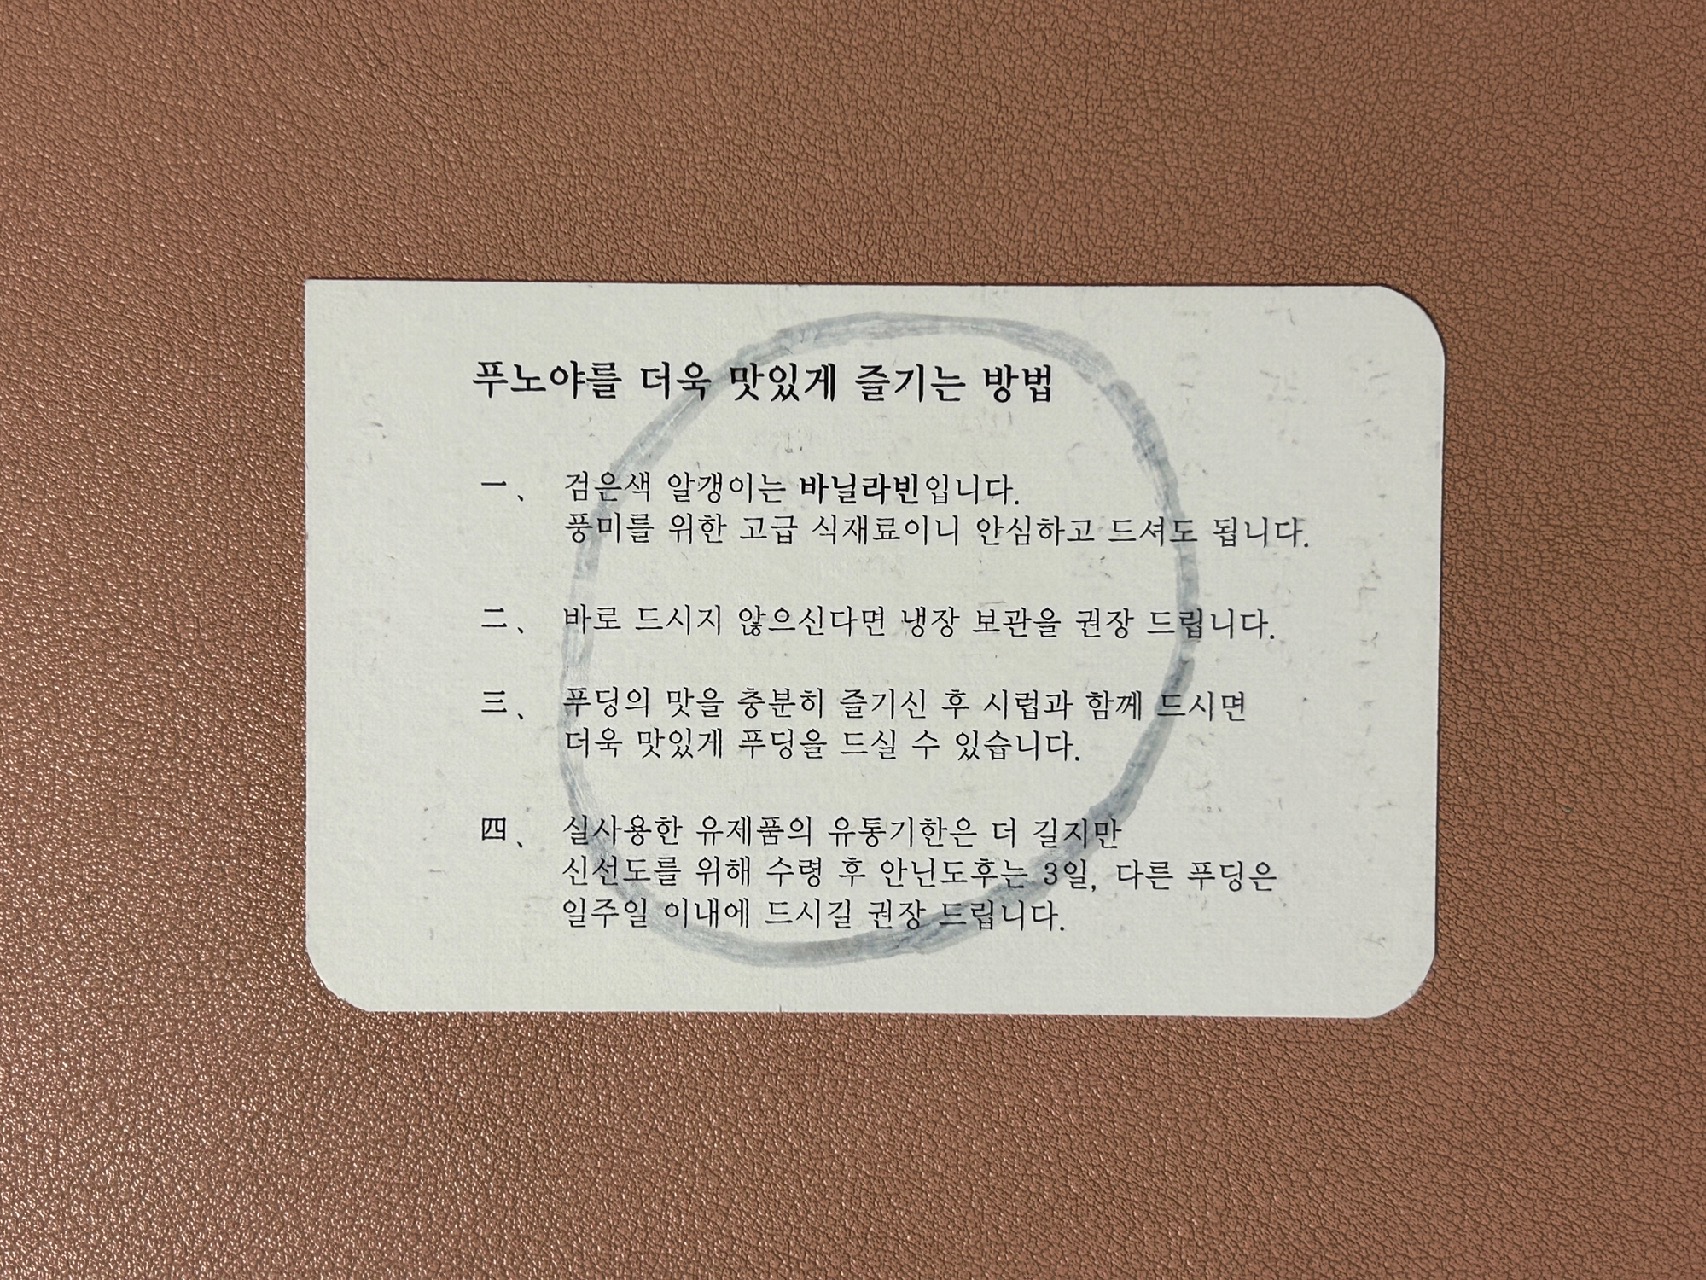 푸노야를 더욱 맛있게 즐기는 방법
一、 검은색 알갱이는 바닐라빈입니다.
풍미를 위한 고급 식재료이니 안심하고 드셔도 됩니다.
二、 바로 드시지 않으신다면 냉장 보관을 권장 드립니다.
三、 푸딩의 맛을 충분히 즐기신 후 시럽과 함께 드시면
더욱 맛있게 푸딩을 드실 수 있습니다.
四、 실사용한 유제품의 유통기한은 더 길지만
신선도를 위해 수령 후 안닌도후는 3일, 다른 푸딩은
일주일 이내에 드시길 권장 드립니다.